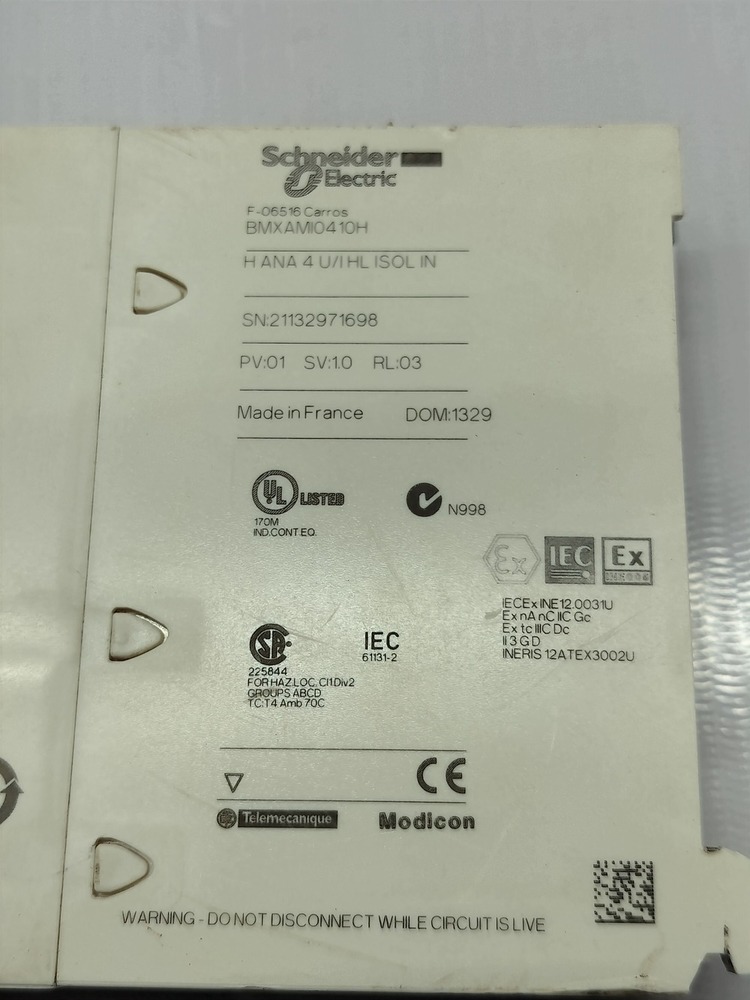 Schneider
Electric
F-06516 Carros
BMXAMI0410H
H ANA 4 U/I HL ISOL IN
SN:21132971698
PV:01 SV:1.0 RL:03
Made in France DOM:1329
UL LISTED
170M
IND.CONT.EQ.
N998
Ex IEC Ex
IECEx INE12.0031U
Ex nA nC IIC Gc
Ex tc IIIC Dc
II 3 G D
INERIS 12ATEX3002U
IEC
61131-2
225844
FOR HAZ.LOC. Cl1Div2
GROUPS ABCD
TC:T4 Amb 70C
CE
Telemecanique Modicon
WARNING - DO NOT DISCONNECT WHILE CIRCUIT IS LIVE